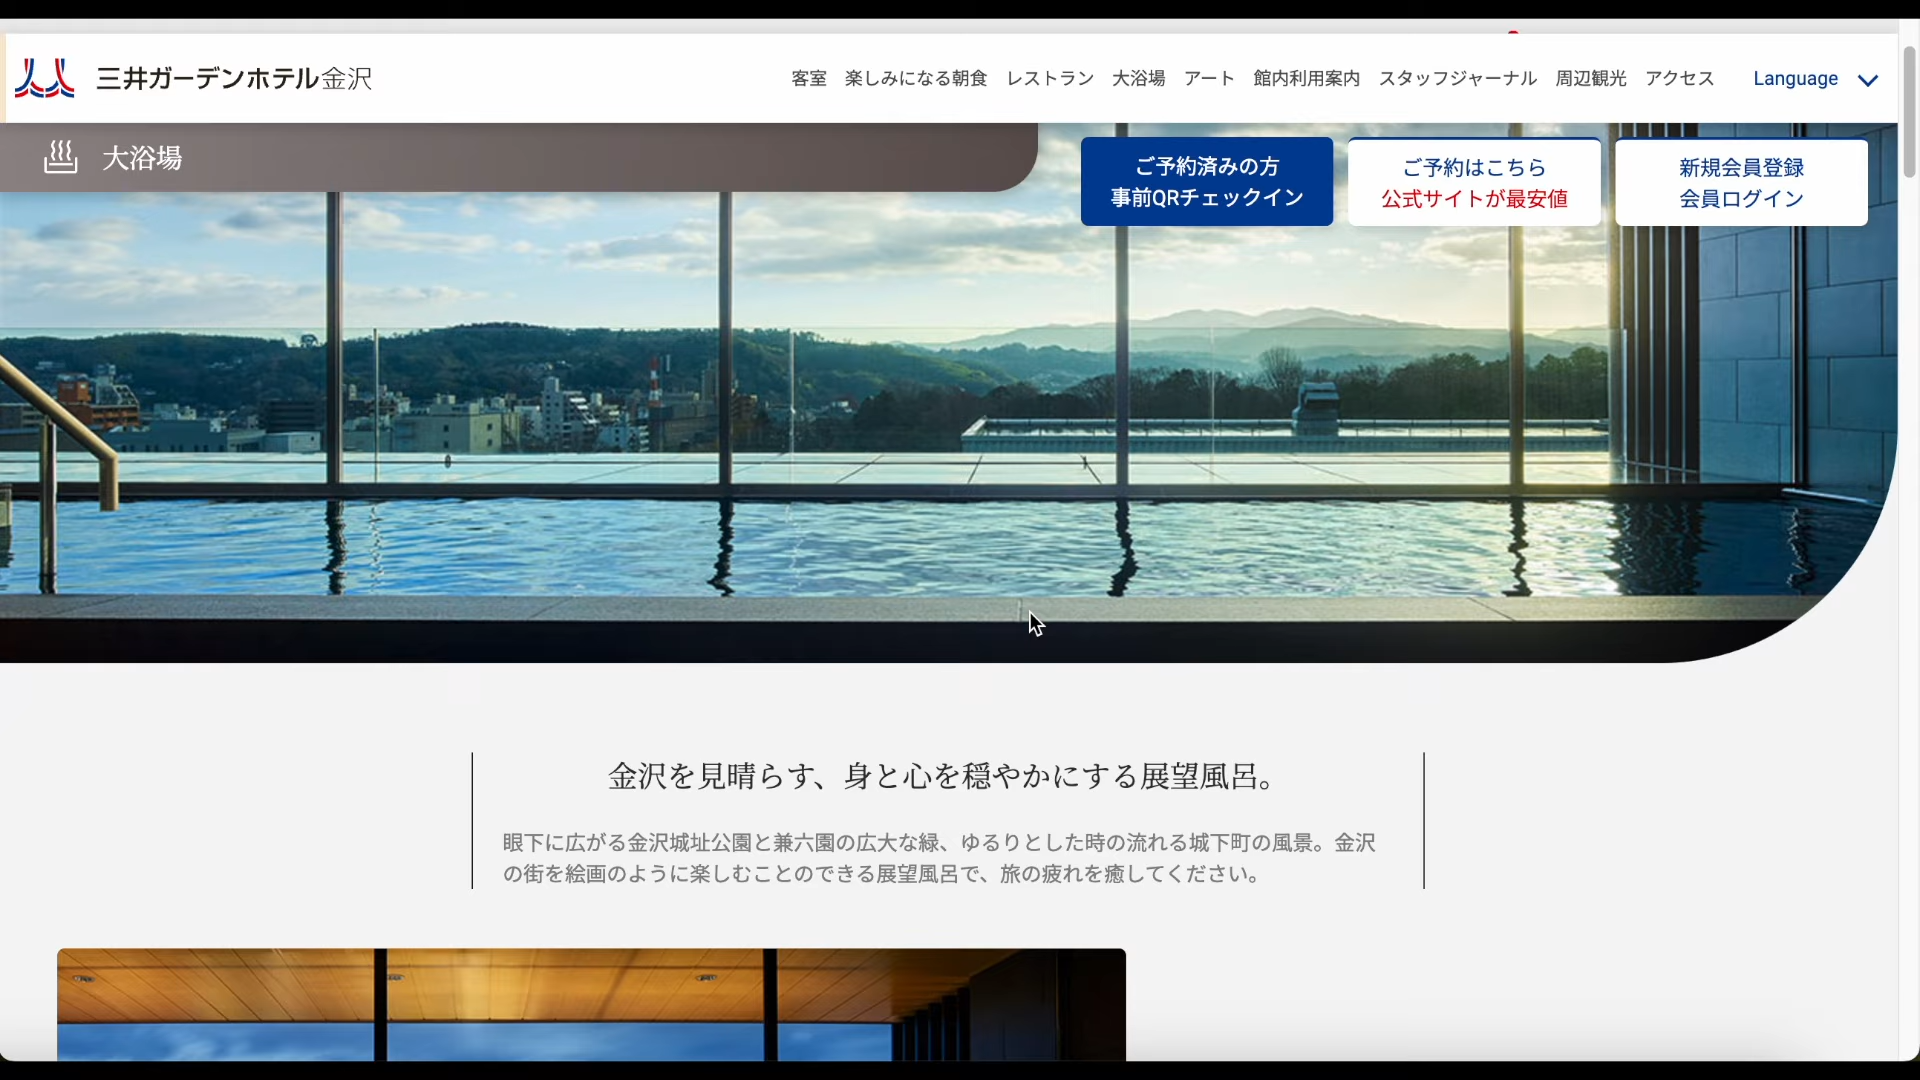 三井ガーデンホテル金沢
客室 楽しみになる朝食 レストラン 大浴場 アート 館内利用案内 スタッフジャーナル 周辺観光 アクセス Language
大浴場
ご予約済みの方
事前QRチェックイン
ご予約はこちら
公式サイトが最安値
新規会員登録
会員ログイン
金沢を見晴らす、身と心を穏やかにする展望風呂。
眼下に広がる金沢城址公園と兼六園の広大な緑、ゆるりとした時の流れる城下町の風景。金沢
の街を絵画のように楽しむことのできる展望風呂で、旅の疲れを癒してください。